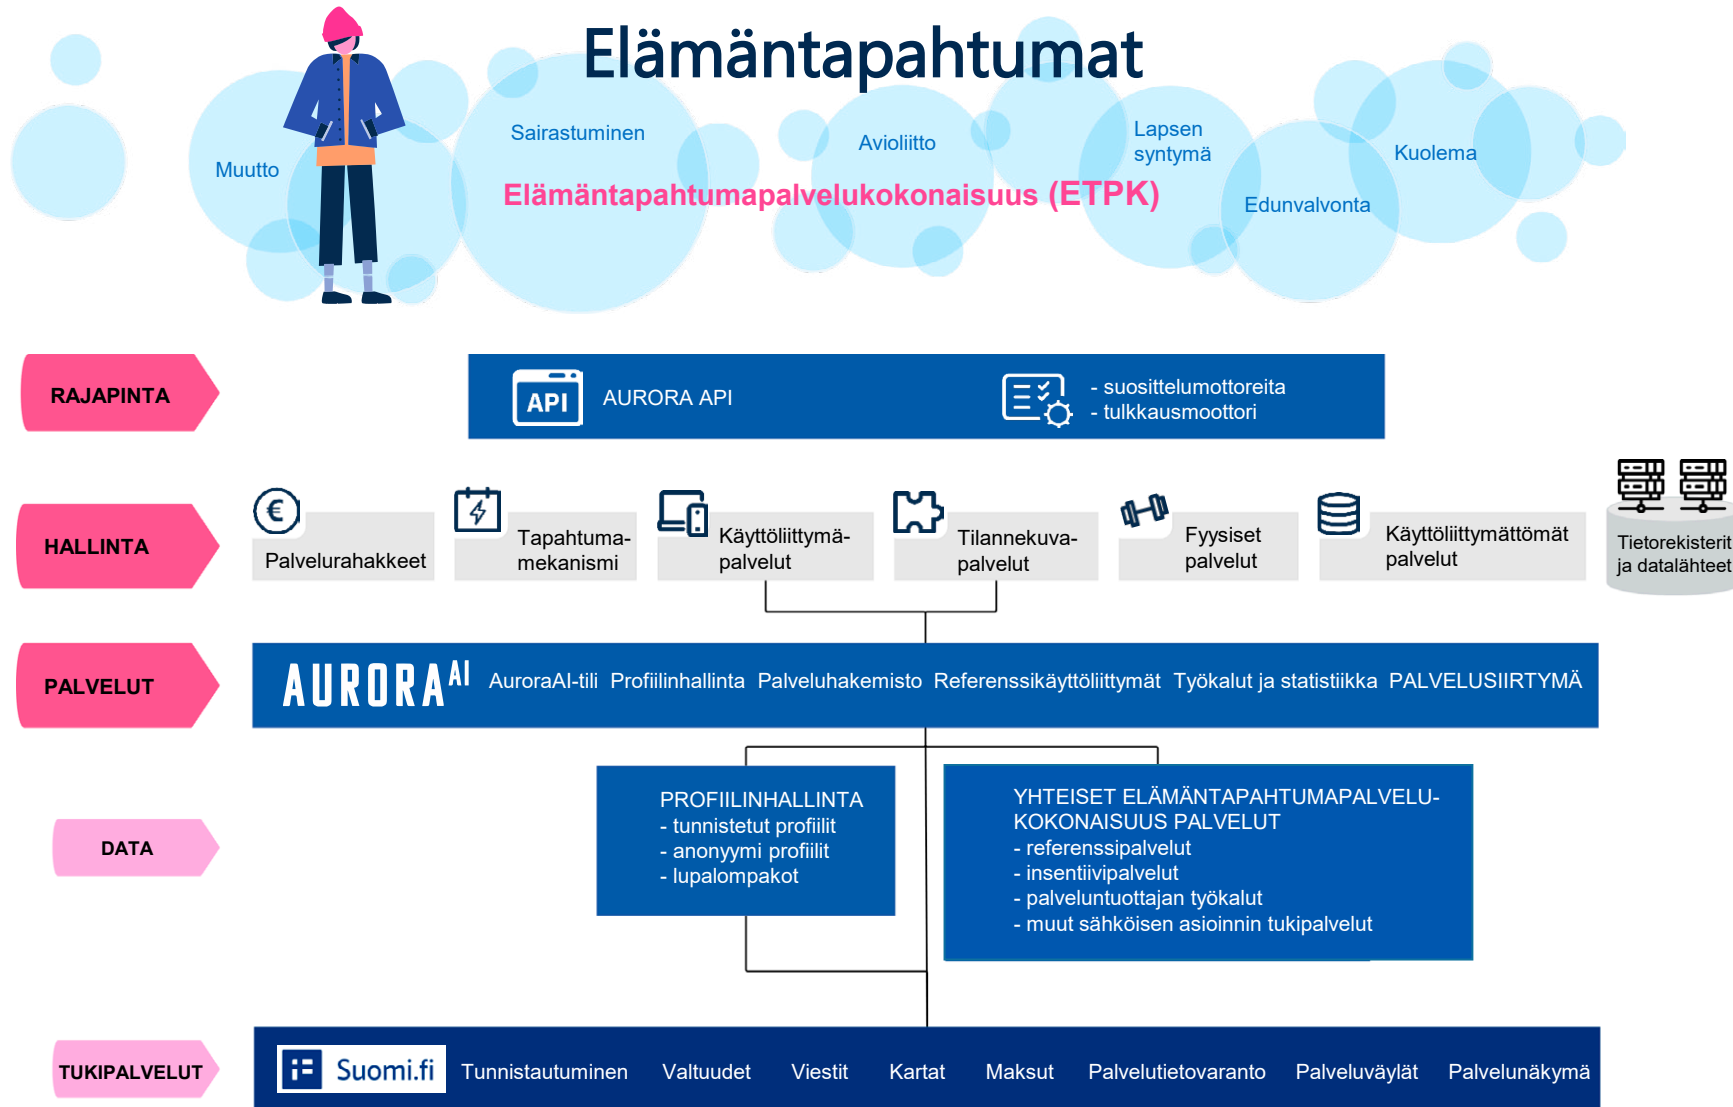 Elämäntapahtumat
Muutto
Sairastuminen
Avioliitto
Lapsen
syntymä
Edunvalvonta
Kuolema
Elämäntapahtumapalvelukokonaisuus (ETPK)
RAJAPINTA
API
AURORA API
- suosittelumottoreita
- tulkkausmoottori
HALLINTA
€
Palvelurahakkeet
Tapahtuma-
mekanismi
Käyttöliittymä-
palvelut
Tilannekuva-
palvelut
Fyysiset
palvelut
Käyttöliittymättömät
palvelut
Tietorekisterit
ja datalähteet
PALVELUT
AURORA AI
AuroraAI-tili Profiilinhallinta Palveluhakemisto Referenssikäyttöliittymät Työkalut ja statistiikka PALVELUSIIRTYMÄ
DATA
PROFIILINHALLINTA
- tunnistetut profiilit
- anonyymi profiilit
- lupalompakot
YHTEISET ELÄMÄNTAPAHTUMAPALVELU-
KOKONAISUUS PALVELUT
- referenssipalvelut
- insentiivipalvelut
- palveluntuottajan työkalut
- muut sähköisen asioinnin tukipalvelut
TUKIPALVELUT
Suomi.fi
Tunnistautuminen Valtuudet Viestit Kartat Maksut Palvelutietovaranto Palveluväylät Palvelunäkymä